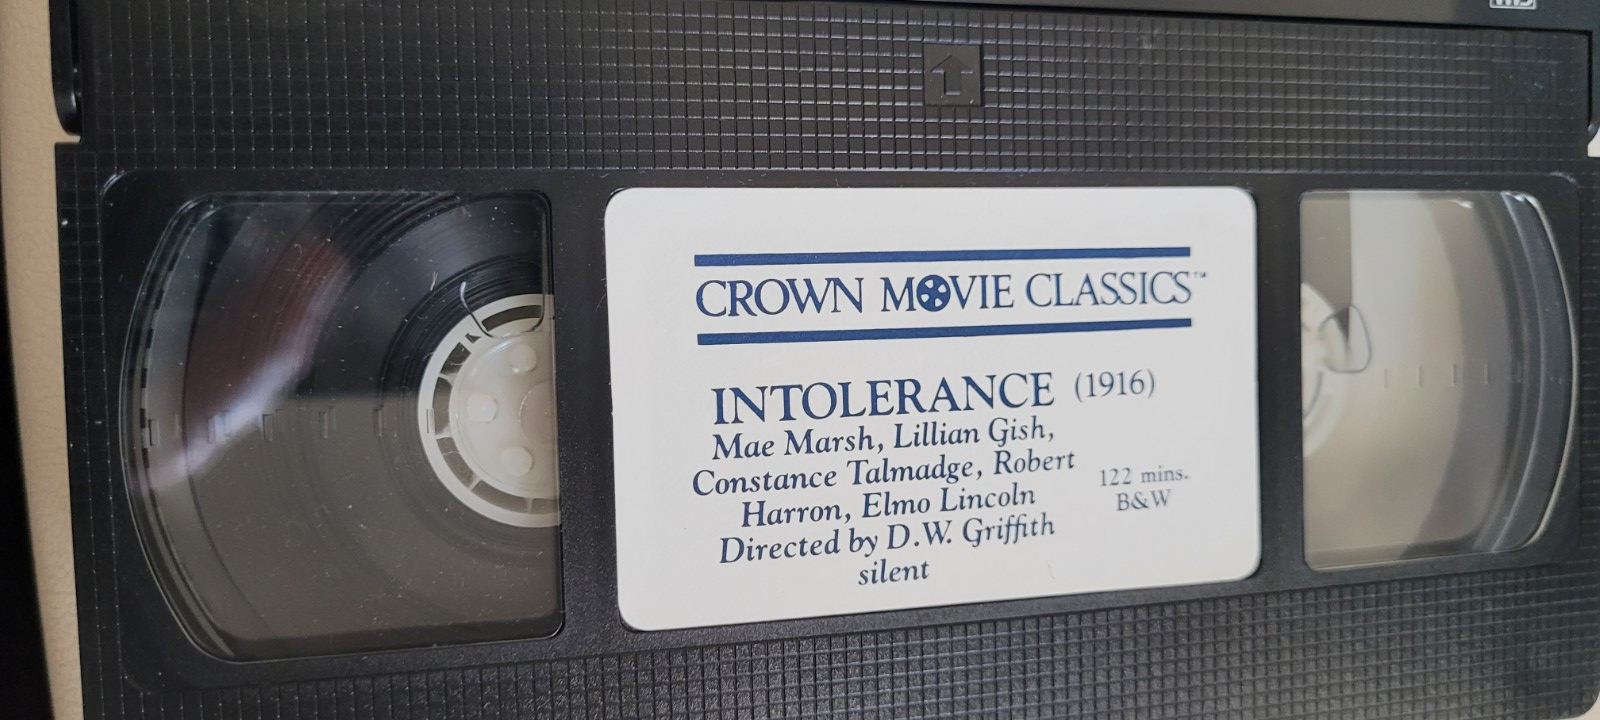 VHS
CROWN MOVIE CLASSICS™
INTOLERANCE (1916)
Mae Marsh, Lillian Gish,
Constance Talmadge, Robert
Harron, Elmo Lincoln
Directed by D.W. Griffith
silent
122 mins.
B&W